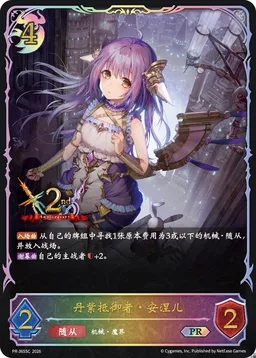 4
2nd
Anniversary
入场曲 从自己的牌组中寻找1张原本费用为3或以下的机械·随从，
并放入战场。
谢幕曲 自己的主战者+2。
丹紫抵御者·安涅儿
2
随从
机械·魔界
PR
2
PR-065SC 2026
© Cygames, Inc. Published by NetEase Games